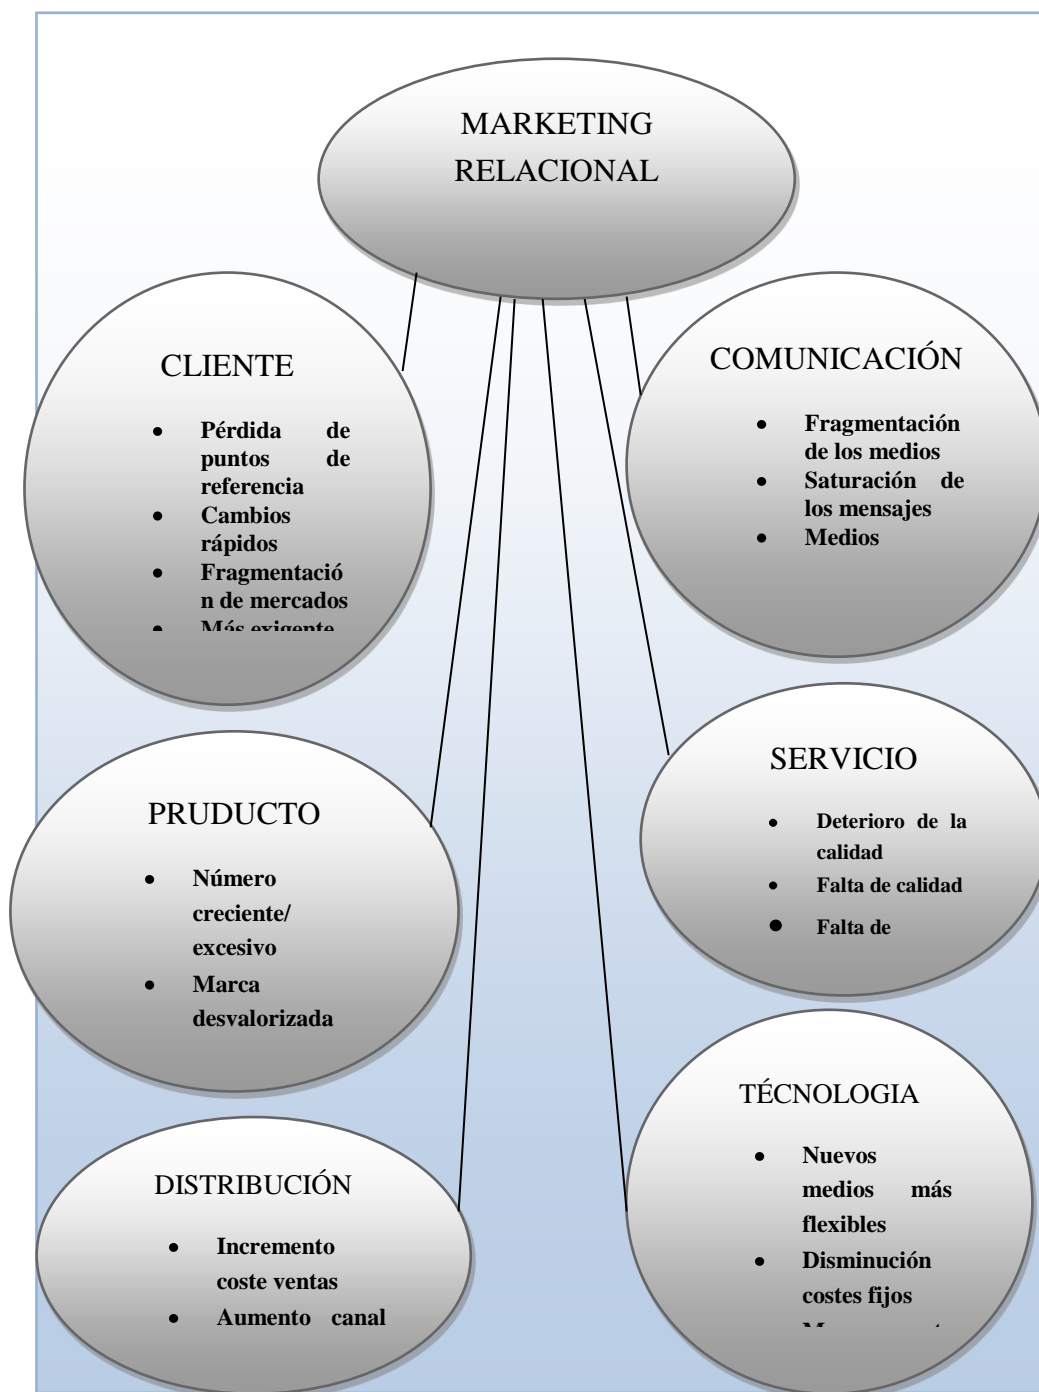 MARKETING
RELACIONAL
CLIENTE
• Pérdida de
puntos de
referencia
• Cambios
rápidos
• Fragmentació
n de mercados
• Más exigente
COMUNICACIÓN
• Fragmentación
de los medios
• Saturación de
los mensajes
• Medios
PRUDUCTO
• Número
creciente/
excesivo
• Marca
desvalorizada
SERVICIO
• Deterioro de la
calidad
• Falta de calidad
• Falta de
DISTRIBUCIÓN
• Incremento
coste ventas
• Aumento canal
TÉCNOLOGIA
• Nuevos
medios más
flexibles
• Disminución
costes fijos